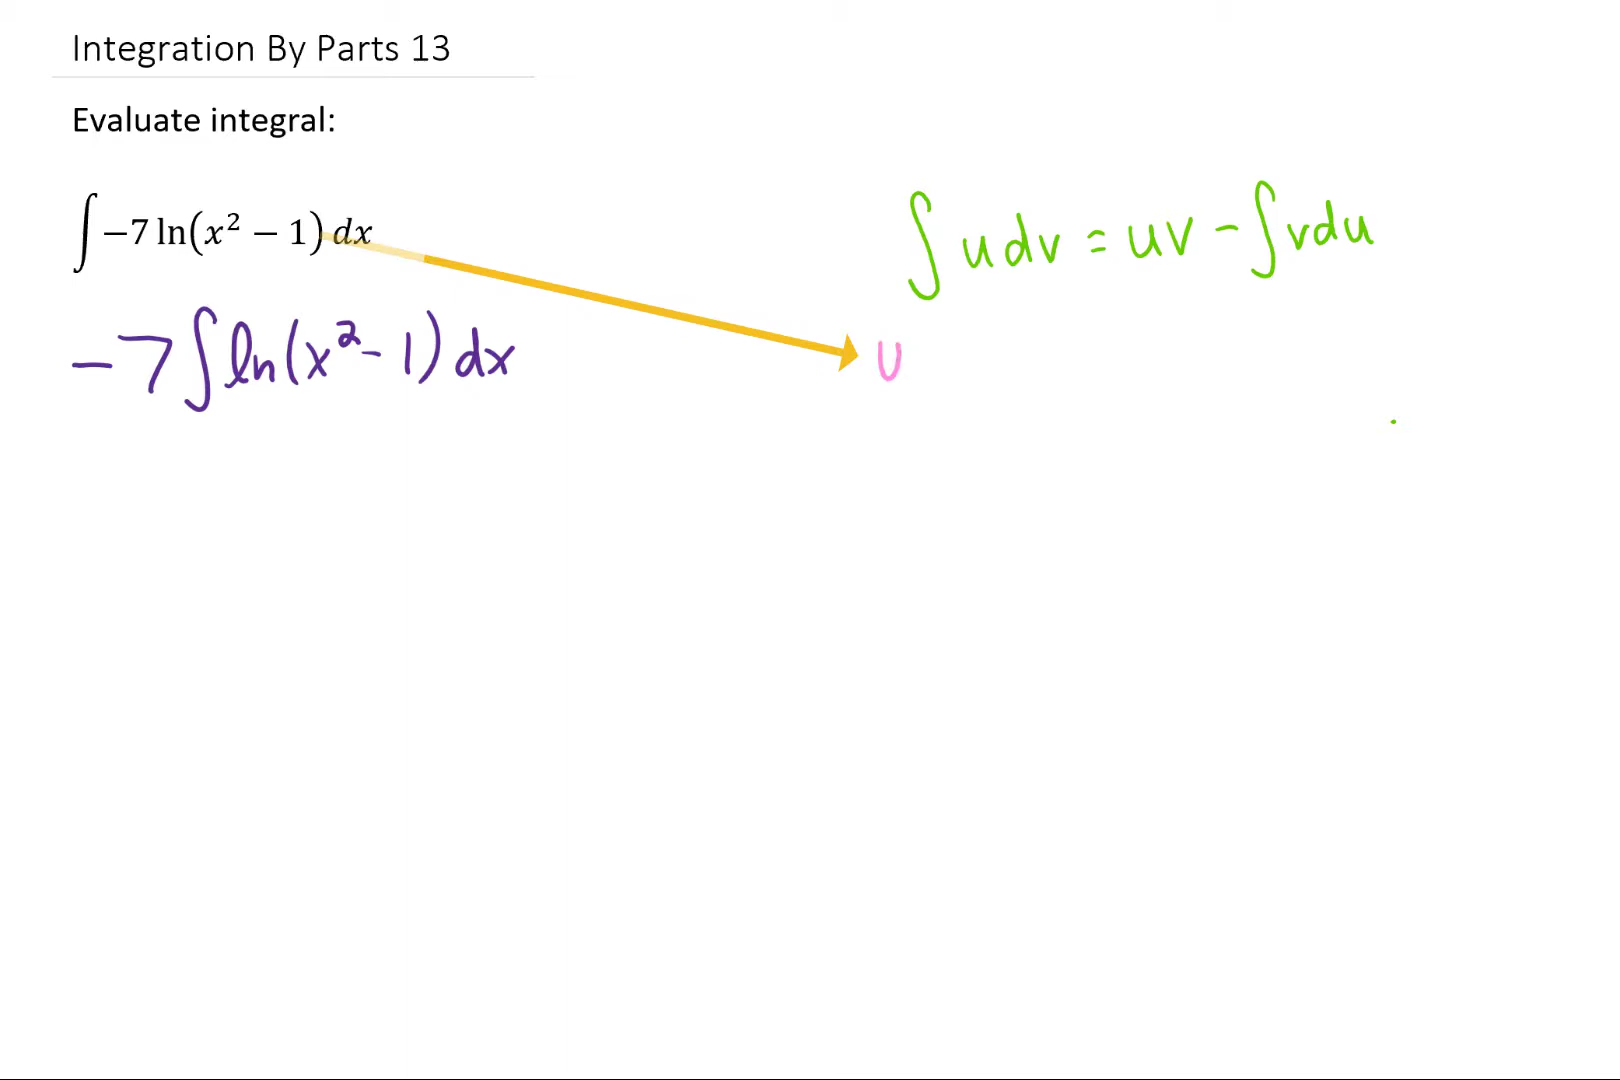 Integration By Parts 13
Evaluate integral:
∫−7 ln(x² − 1) dx
∫udv = uv − ∫vdu
−7∫ln(x² − 1) dx
U